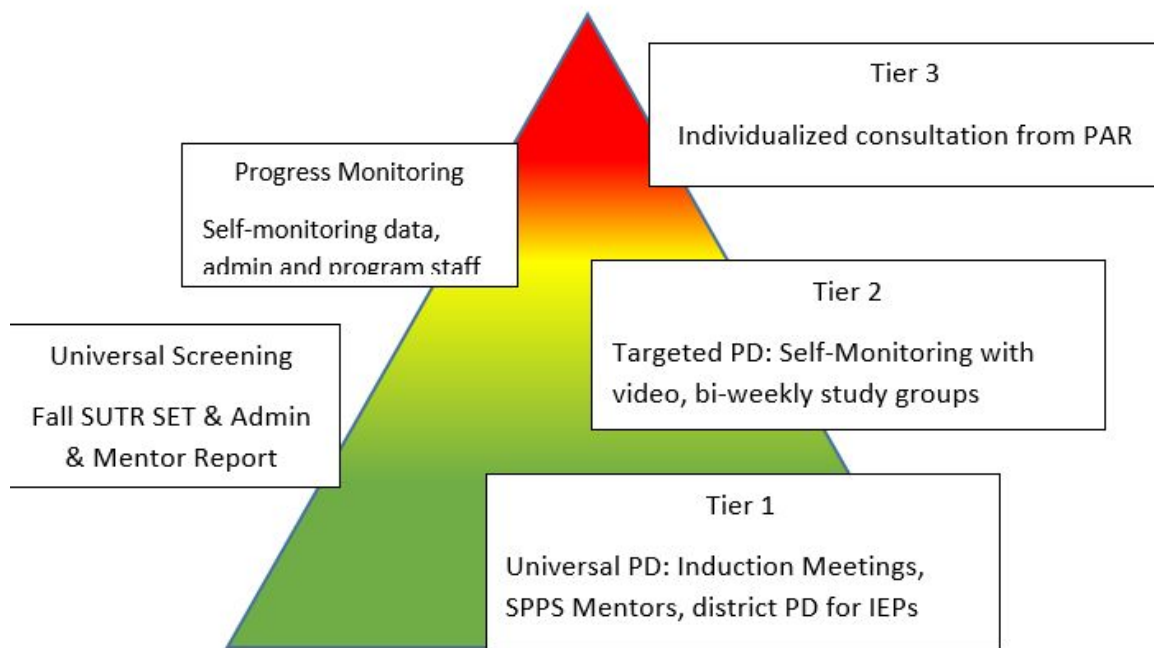 Tier 3
Individualized consultation from PAR
Progress Monitoring
Self-monitoring data,
admin and program staff
Tier 2
Targeted PD: Self-Monitoring with
video, bi-weekly study groups
Universal Screening
Fall SUTR SET & Admin
& Mentor Report
Tier 1
Universal PD: Induction Meetings,
SPPS Mentors, district PD for IEPs